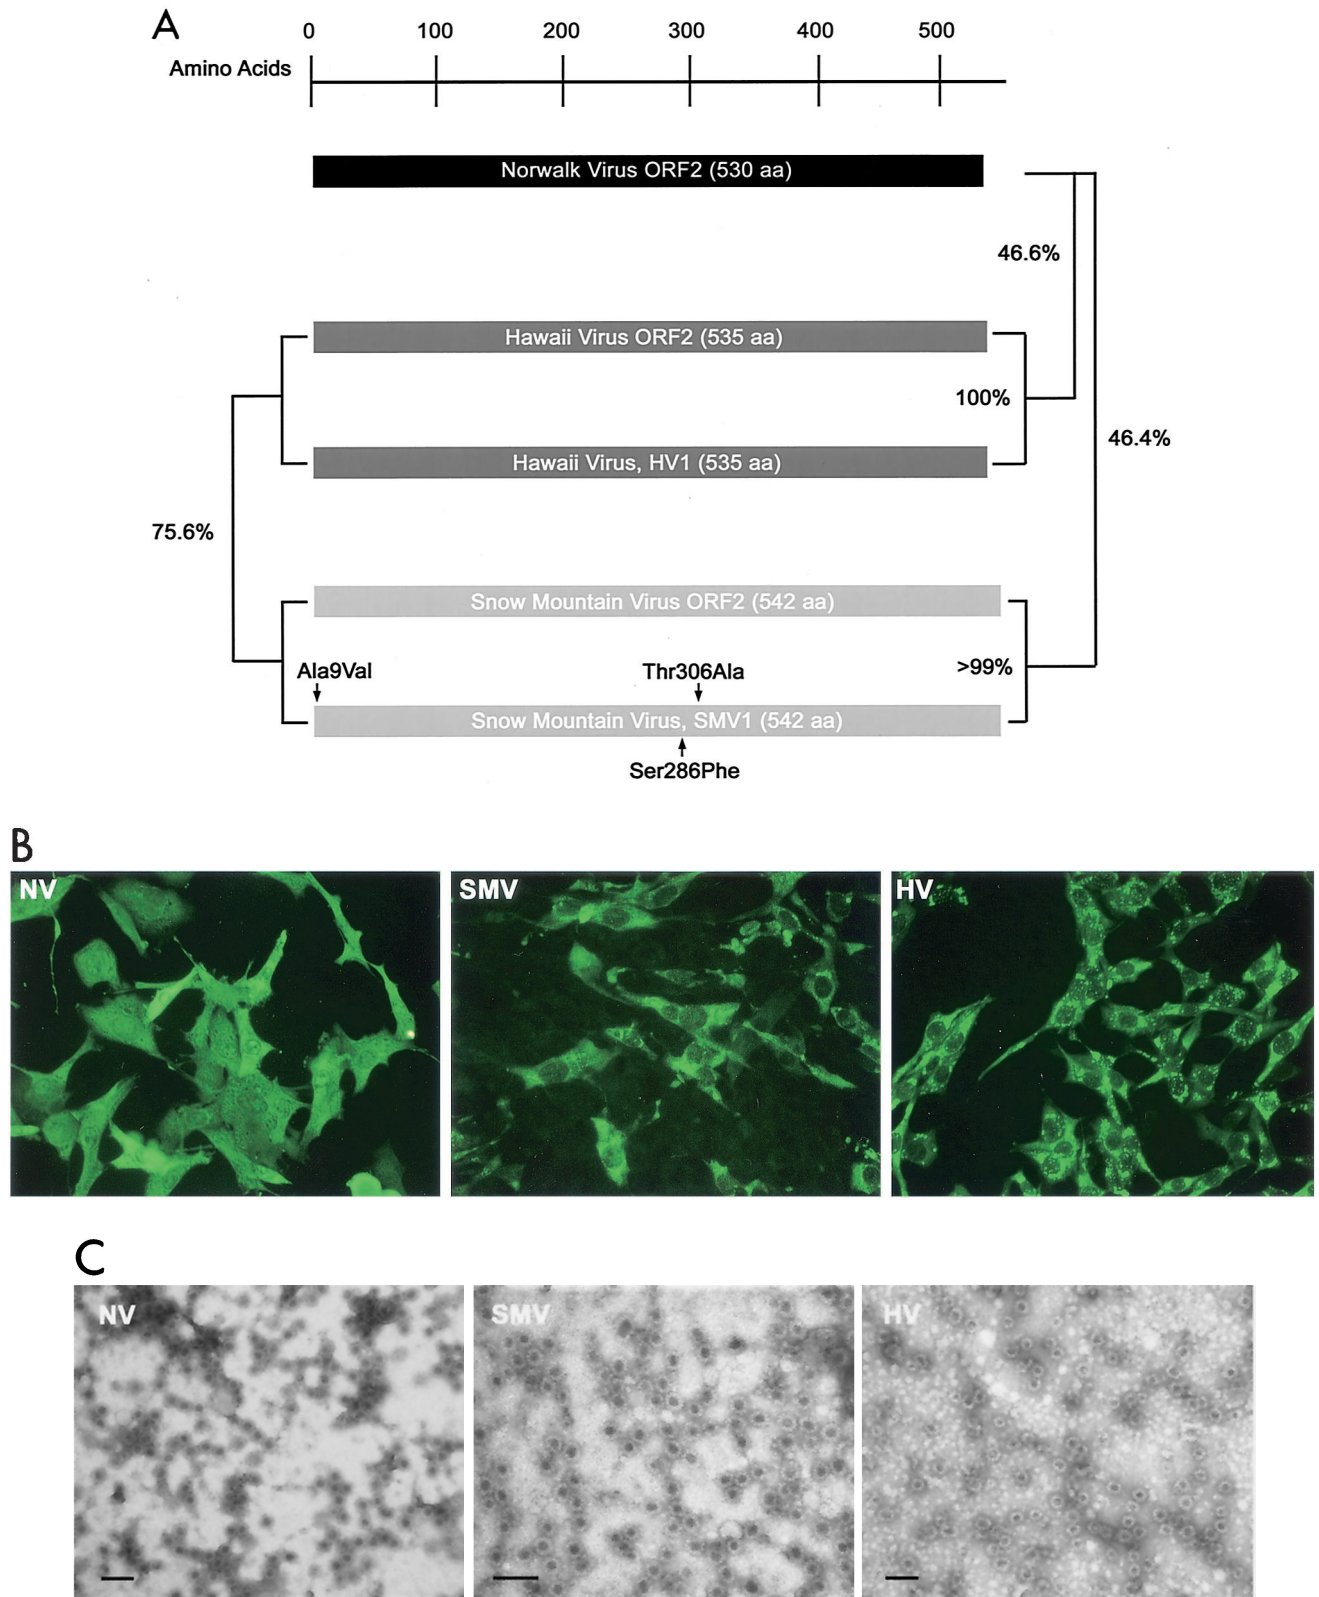 A
0 100 200 300 400 500
Amino Acids
Norwalk Virus ORF2 (530 aa)
46.6%
Hawaii Virus ORF2 (535 aa)
100%
46.4%
Hawaii Virus, HV1 (535 aa)
75.6%
Snow Mountain Virus ORF2 (542 aa)
Ala9Val Thr306Ala >99%
Snow Mountain Virus, SMV1 (542 aa)
Ser286Phe
B
NV SMV HV
C
NV SMV HV